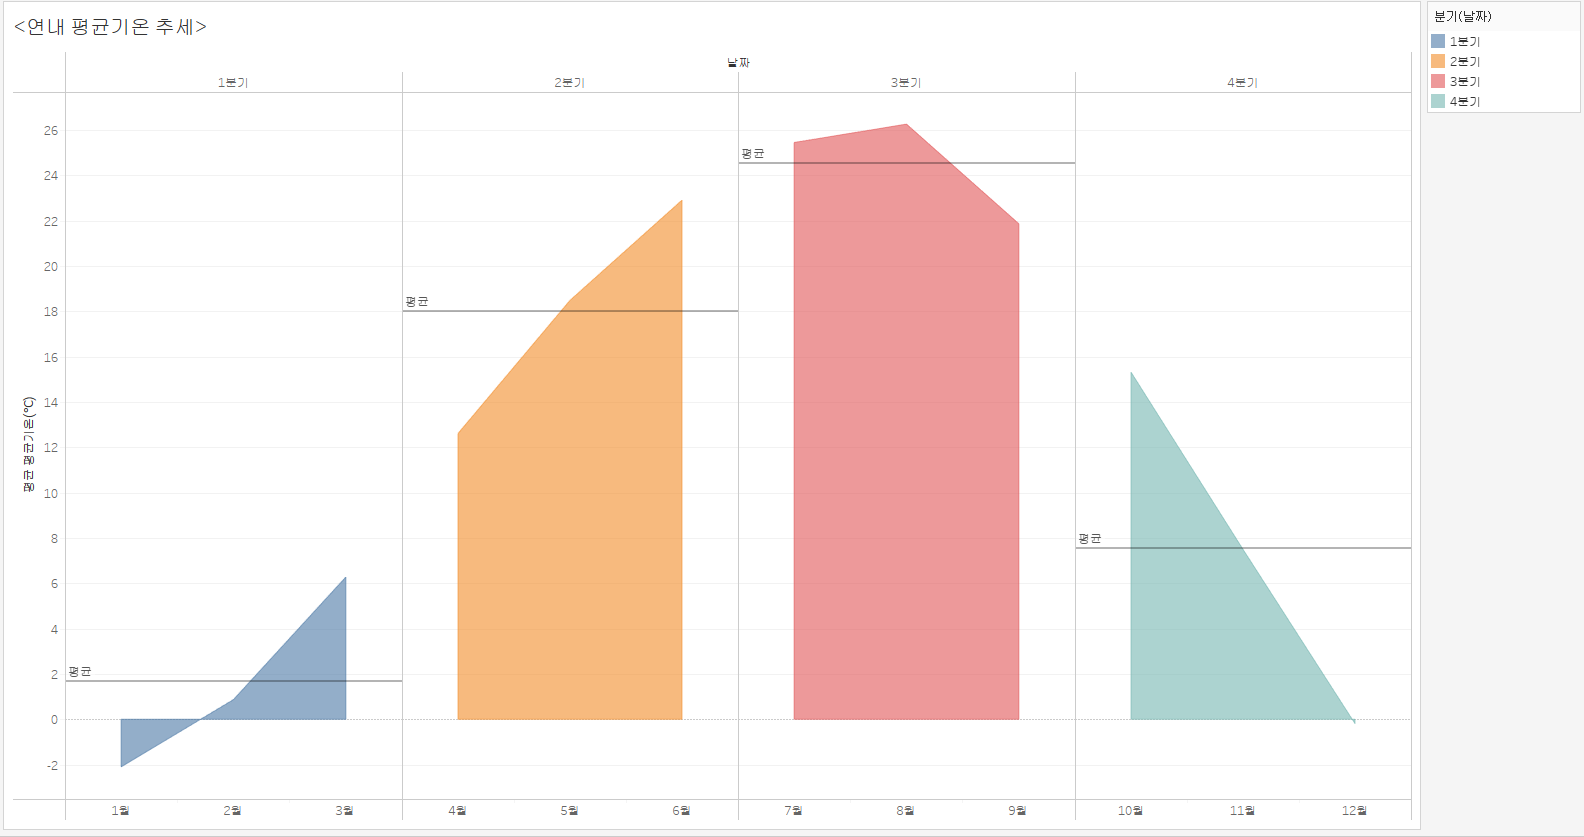 <연내 평균기온 추세>
날짜
1분기
2분기
3분기
4분기
평균 평균기온(℃)
26
24
22
20
18
16
14
12
10
8
6
4
2
0
-2
평균
평균
평균
평균
1월
2월
3월
4월
5월
6월
7월
8월
9월
10월
11월
12월
분기(날짜)
1분기
2분기
3분기
4분기